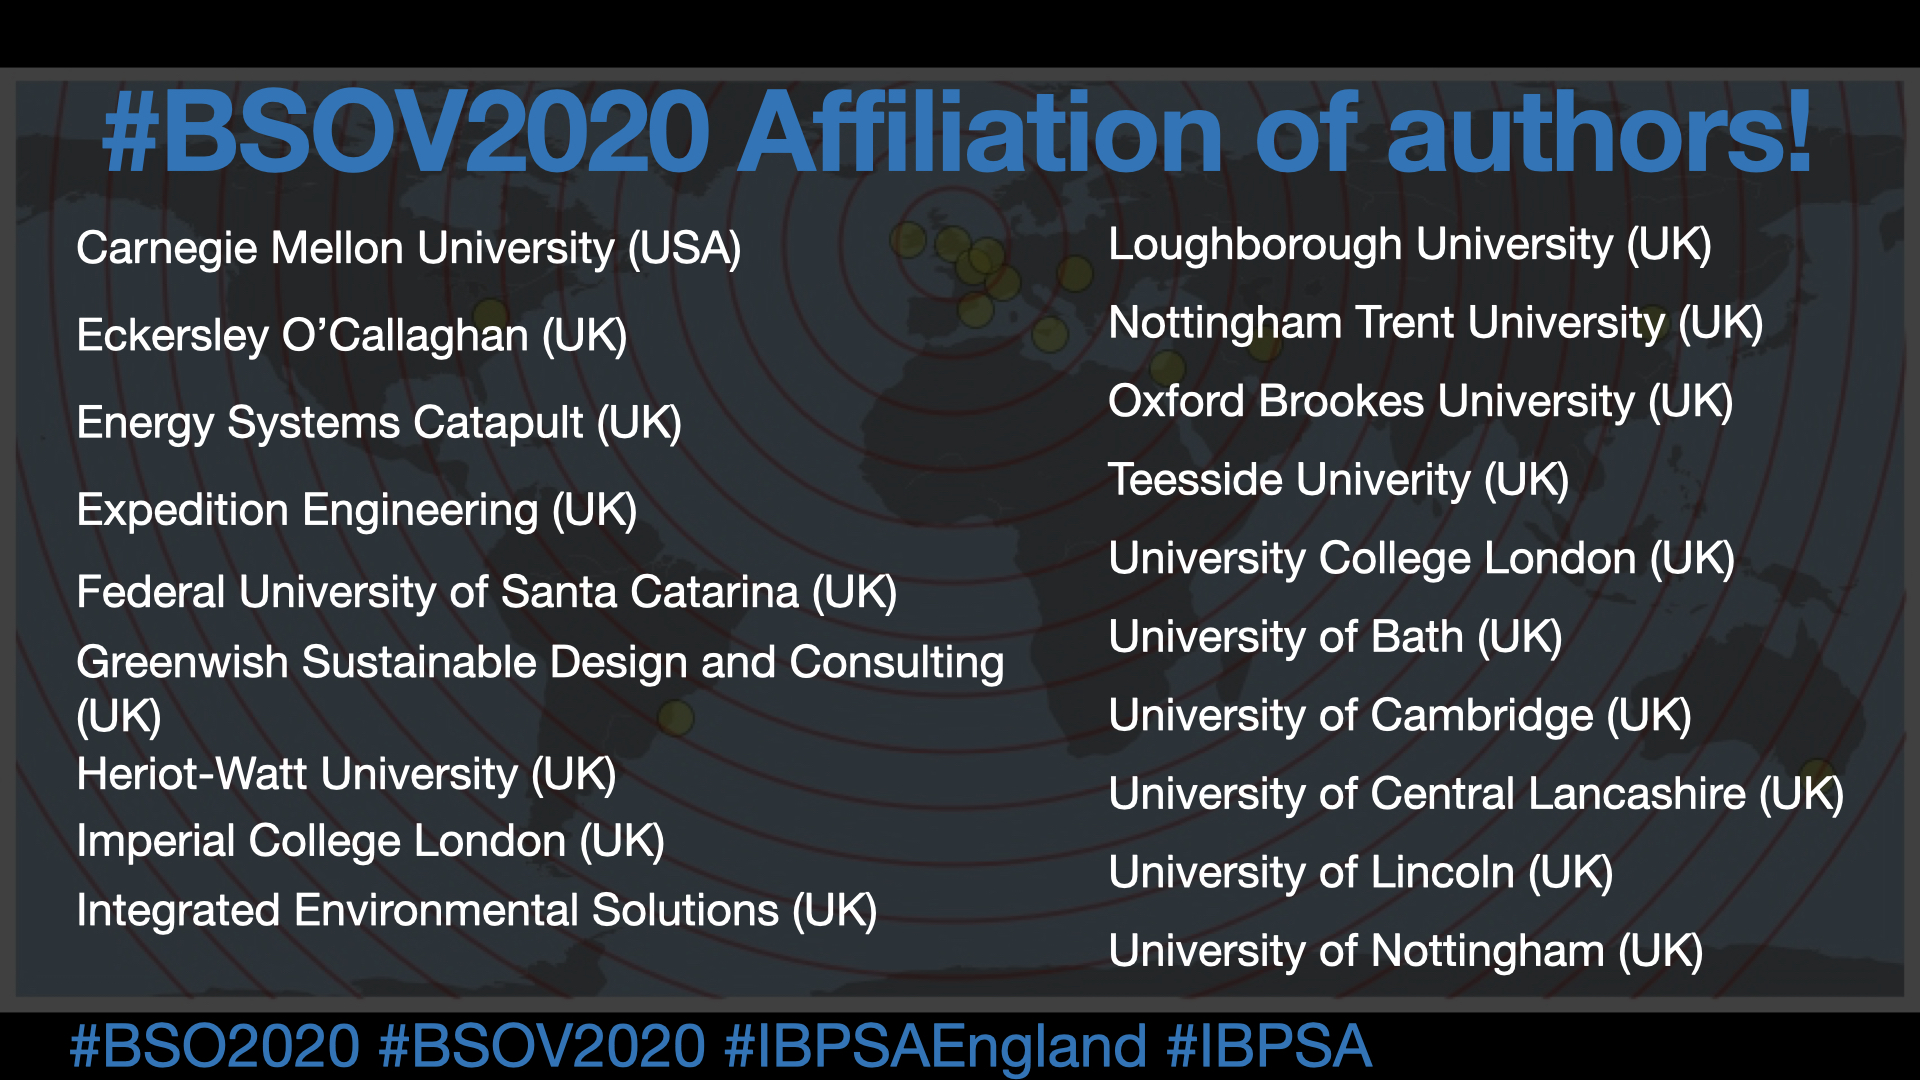 #BSOV2020 Affiliation of authors!
Carnegie Mellon University (USA)
Eckersley O’Callaghan (UK)
Energy Systems Catapult (UK)
Expedition Engineering (UK)
Federal University of Santa Catarina (UK)
Greenwish Sustainable Design and Consulting
(UK)
Heriot-Watt University (UK)
Imperial College London (UK)
Integrated Environmental Solutions (UK)
Loughborough University (UK)
Nottingham Trent University (UK)
Oxford Brookes University (UK)
Teesside Univerity (UK)
University College London (UK)
University of Bath (UK)
University of Cambridge (UK)
University of Central Lancashire (UK)
University of Lincoln (UK)
University of Nottingham (UK)
#BSO2020 #BSOV2020 #IBPSAEngland #IBPSA